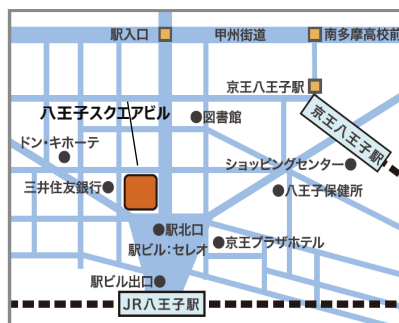 駅入口
甲州街道
南多摩高校前
京王八王子駅
八王子スクエアビル
図書館
京王八王子駅
ドン・キホーテ
ショッピングセンター
三井住友銀行
八王子保健所
駅北口
駅ビル:セレオ
京王プラザホテル
駅ビル出口
JR八王子駅